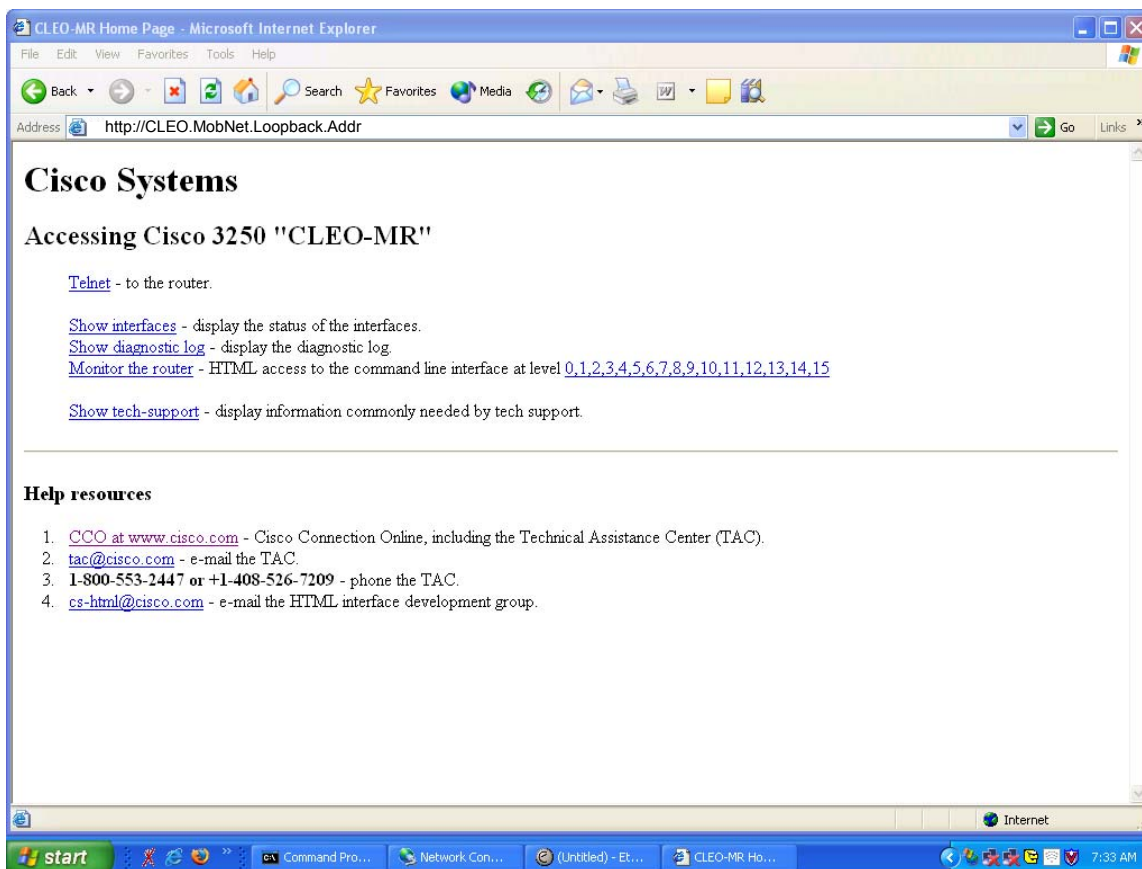 CLEO-MR Home Page - Microsoft Internet Explorer
File Edit View Favorites Tools Help
Back Search Favorites Media
Address http://CLEO.MobNet.Loopback.Addr Go Links »
Cisco Systems
Accessing Cisco 3250 "CLEO-MR"
Telnet - to the router.
Show interfaces - display the status of the interfaces.
Show diagnostic log - display the diagnostic log.
Monitor the router - HTML access to the command line interface at level 0,1,2,3,4,5,6,7,8,9,10,11,12,13,14,15
Show tech-support - display information commonly needed by tech support.
Help resources
1. CCO at www.cisco.com - Cisco Connection Online, including the Technical Assistance Center (TAC).
2. tac@cisco.com - e-mail the TAC.
3. 1-800-553-2447 or +1-408-526-7209 - phone the TAC.
4. cs-html@cisco.com - e-mail the HTML interface development group.
Internet
start » Command Pro... Network Con... (Untitled) - Et... CLEO-MR Ho... 7:33 AM